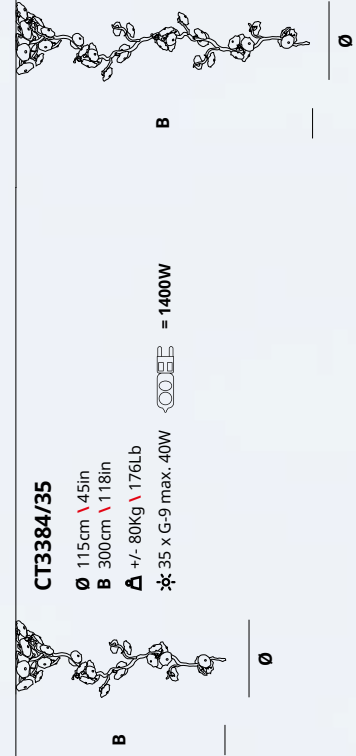 CT3384/35
Ø 115cm \ 45in
B 300cm \ 118in
+/- 80Kg \ 176Lb
35 x G-9 max. 40W = 1400W
B
Ø
B
Ø